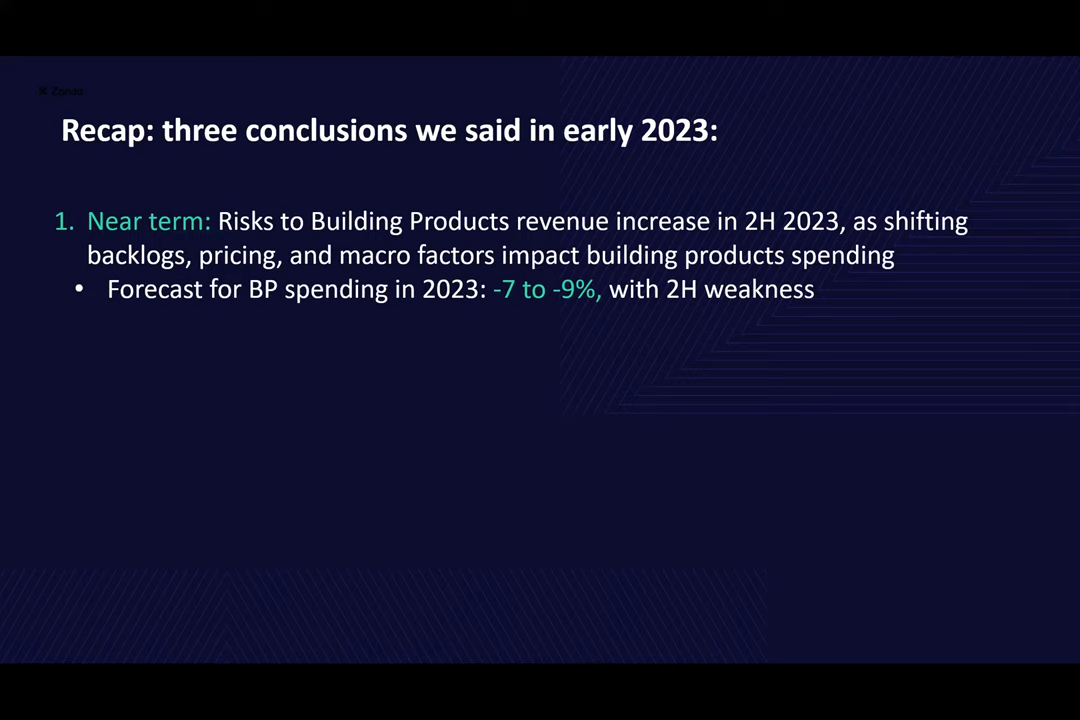 Zonda
Recap: three conclusions we said in early 2023:
1. Near term: Risks to Building Products revenue increase in 2H 2023, as shifting
backlogs, pricing, and macro factors impact building products spending
• Forecast for BP spending in 2023: -7 to -9%, with 2H weakness